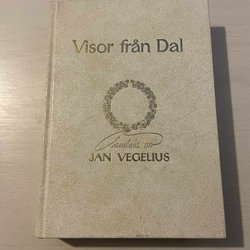 Visor från Dal
Samlade av
JAN VEGELIUS